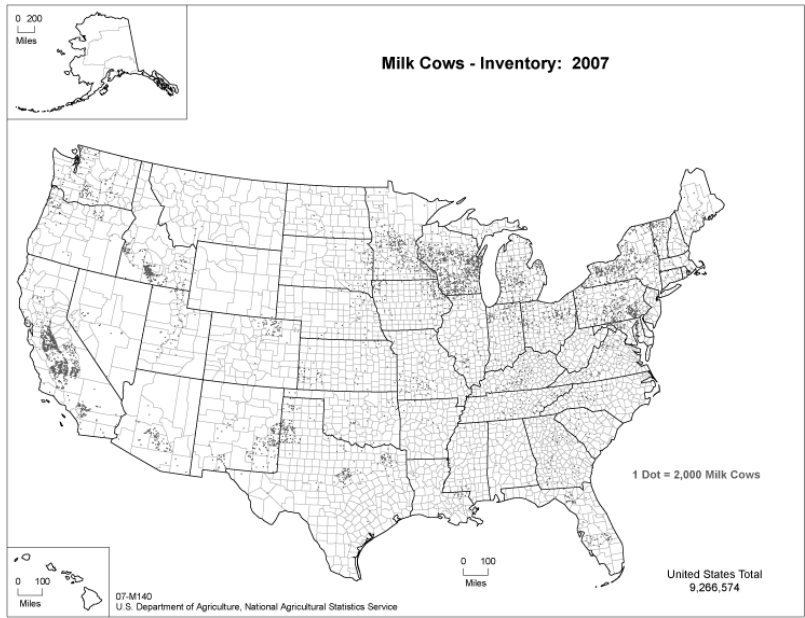 0 200
Miles
Milk Cows - Inventory: 2007
1 Dot = 2,000 Milk Cows
0 100
Miles
0 100
Miles
United States Total
9,266,574
07-M140
U.S. Department of Agriculture, National Agricultural Statistics Service